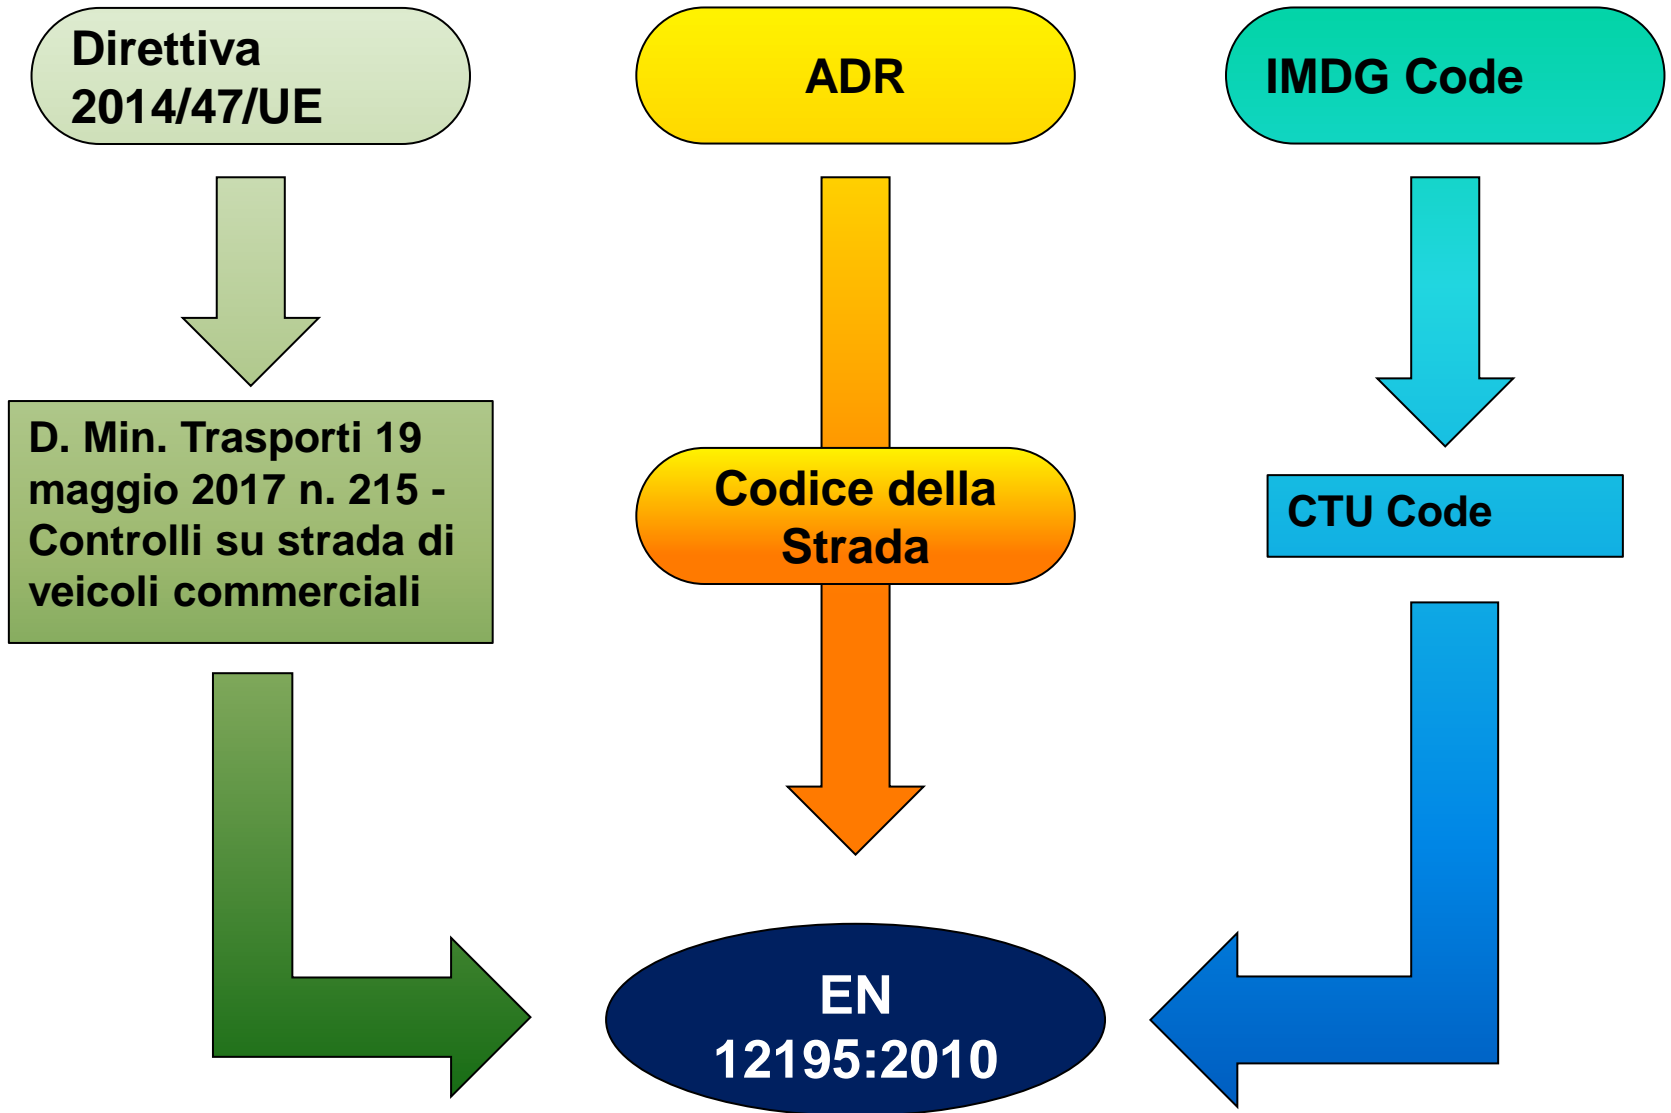 Direttiva
2014/47/UE
ADR
IMDG Code
D. Min. Trasporti 19
maggio 2017 n. 215 -
Controlli su strada di
veicoli commerciali
Codice della
Strada
CTU Code
EN
12195:2010